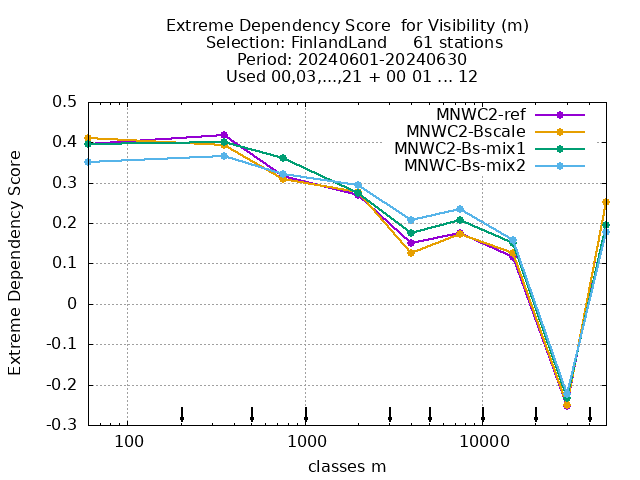 Extreme Dependency Score  for Visibility (m)
Selection: FinlandLand     61 stations
Period: 20240601-20240630
Used 00,03,...,21 + 00 01 ... 12
MNWC2-ref
MNWC2-Bscale
MNWC2-Bs-mix1
MNWC-Bs-mix2
Extreme Dependency Score
0.5
0.4
0.3
0.2
0.1
0
-0.1
-0.2
-0.3
100
1000
10000
classes m